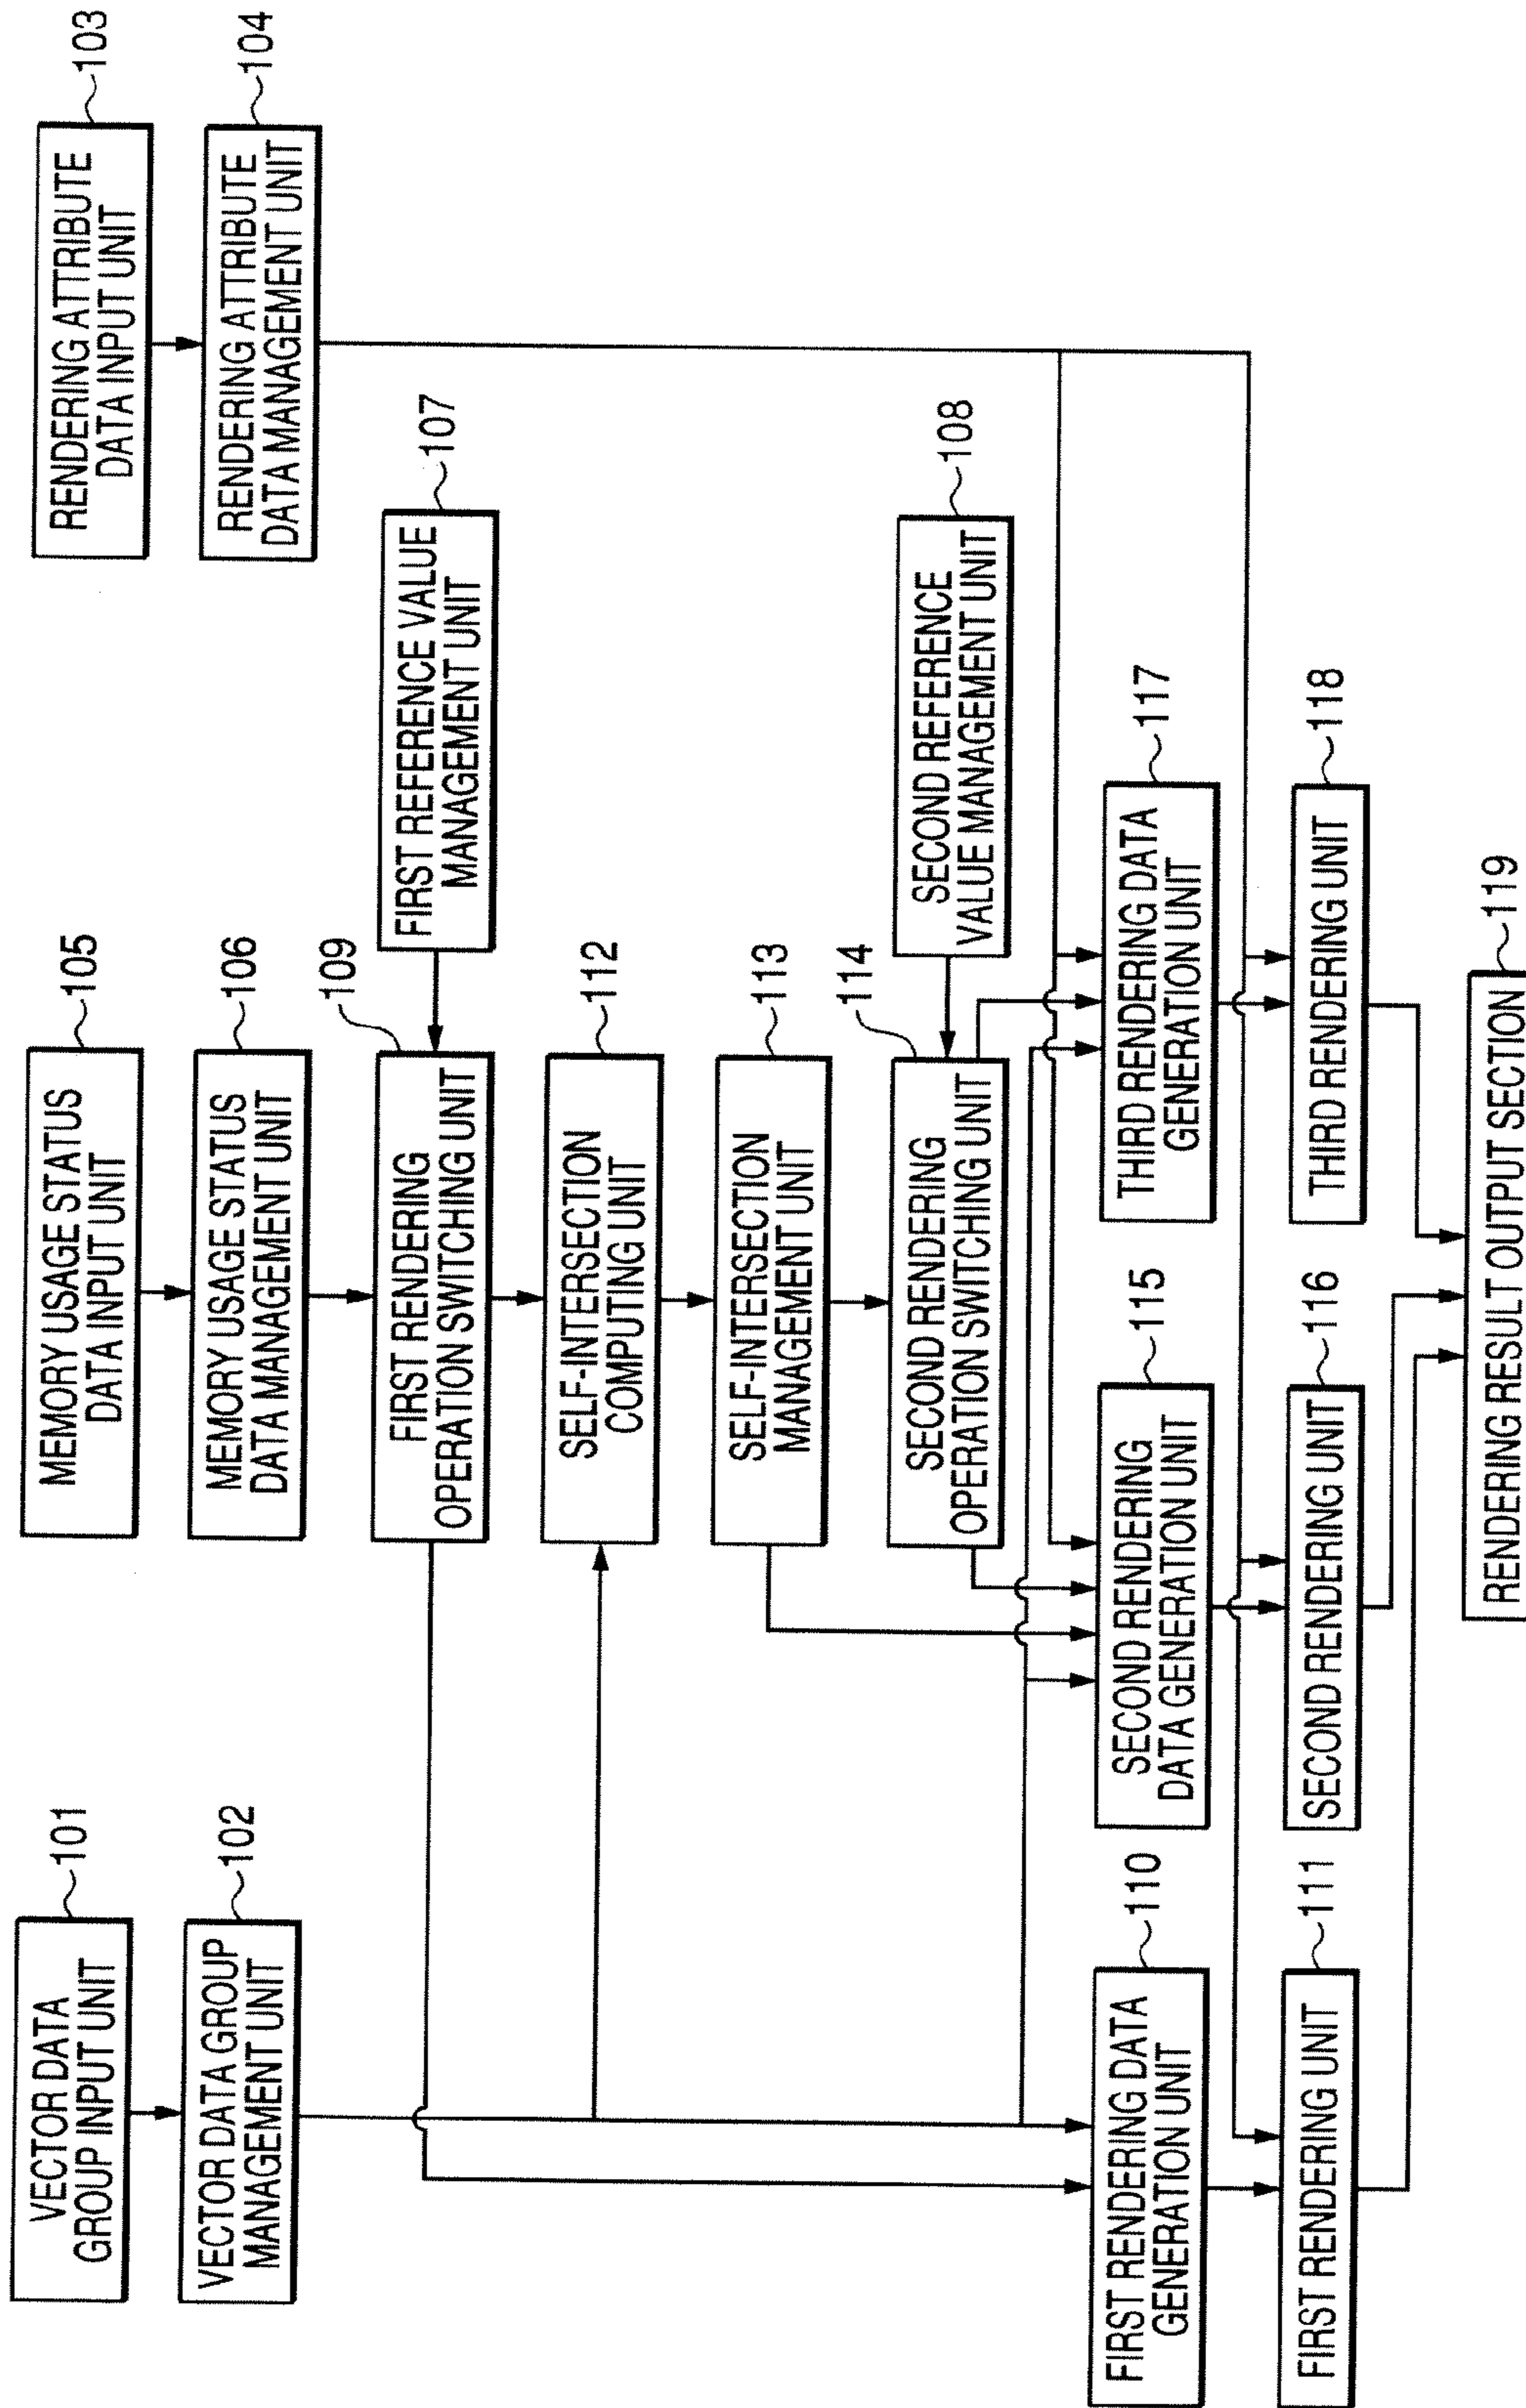 VECTOR DATA
GROUP INPUT UNIT
101
VECTOR DATA GROUP
MANAGEMENT UNIT
102
MEMORY USAGE STATUS
DATA INPUT UNIT
105
MEMORY USAGE STATUS
DATA MANAGEMENT UNIT
106
RENDERING ATTRIBUTE
DATA INPUT UNIT
103
RENDERING ATTRIBUTE
DATA MANAGEMENT UNIT
104
FIRST RENDERING
OPERATION SWITCHING UNIT
109
FIRST REFERENCE VALUE
MANAGEMENT UNIT
107
SELF-INTERSECTION
COMPUTING UNIT
112
SELF-INTERSECTION
MANAGEMENT UNIT
113
SECOND RENDERING
OPERATION SWITCHING UNIT
114
SECOND REFERENCE
VALUE MANAGEMENT UNIT
108
FIRST RENDERING DATA
GENERATION UNIT
110
SECOND RENDERING
DATA GENERATION UNIT
115
THIRD RENDERING DATA
GENERATION UNIT
117
FIRST RENDERING UNIT
111
SECOND RENDERING UNIT
116
THIRD RENDERING UNIT
118
RENDERING RESULT OUTPUT SECTION
119